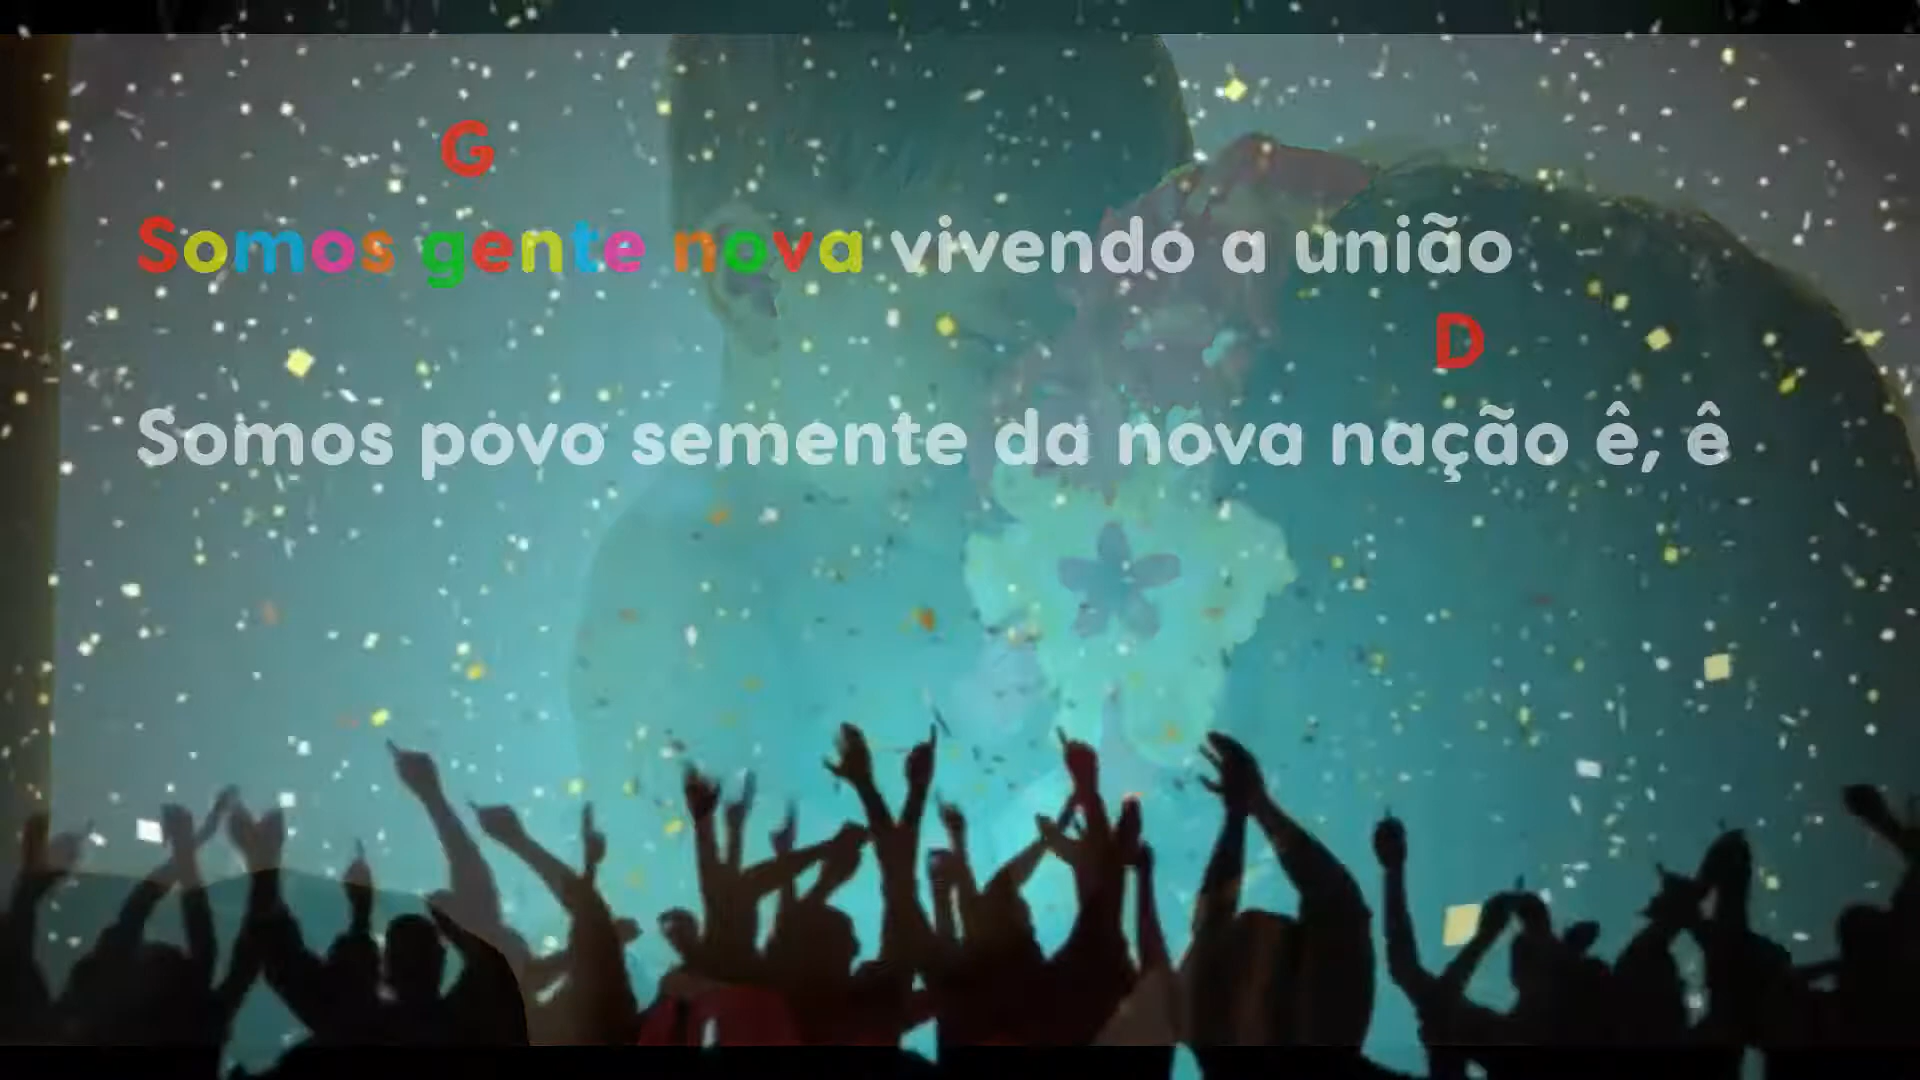 G
Somos gente nova vivendo a união
D
Somos povo semente da nova nação ê, ê